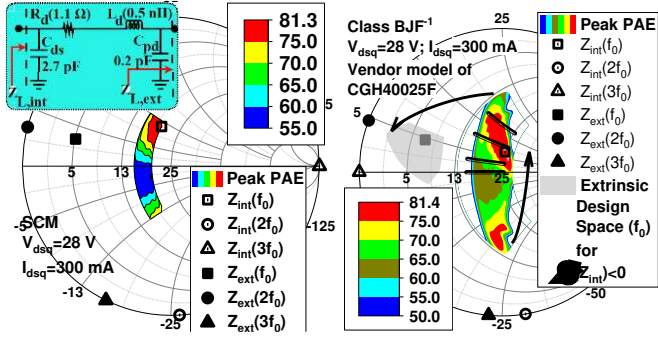 R_d(1.1 Ω) L_d(0.5 nH)
C_ds
2.7 pF
C_pd
0.2 pF
Z_L,int
Z_L,ext
81.3
75.0
70.0
65.0
60.0
55.0
5
13
25
-5
-13
-25
-125
5
SCM
V_dsq=28 V
I_dsq=300 mA
Peak PAE
Z_int(f_0)
Z_int(2f_0)
Z_int(3f_0)
Z_ext(f_0)
Z_ext(2f_0)
Z_ext(3f_0)
Class BJF^-1
V_dsq=28 V; I_dsq=300 mA
Vendor model of
CGH40025F
25
5
5
13
25
-25
-50
81.4
75.0
70.0
65.0
60.0
55.0
50.0
Peak PAE
Z_int(f_0)
Z_int(2f_0)
Z_int(3f_0)
Z_ext(f_0)
Z_ext(2f_0)
Z_ext(3f_0)
Extrinsic
Design
Space (f_0)
for
Z_int)<0